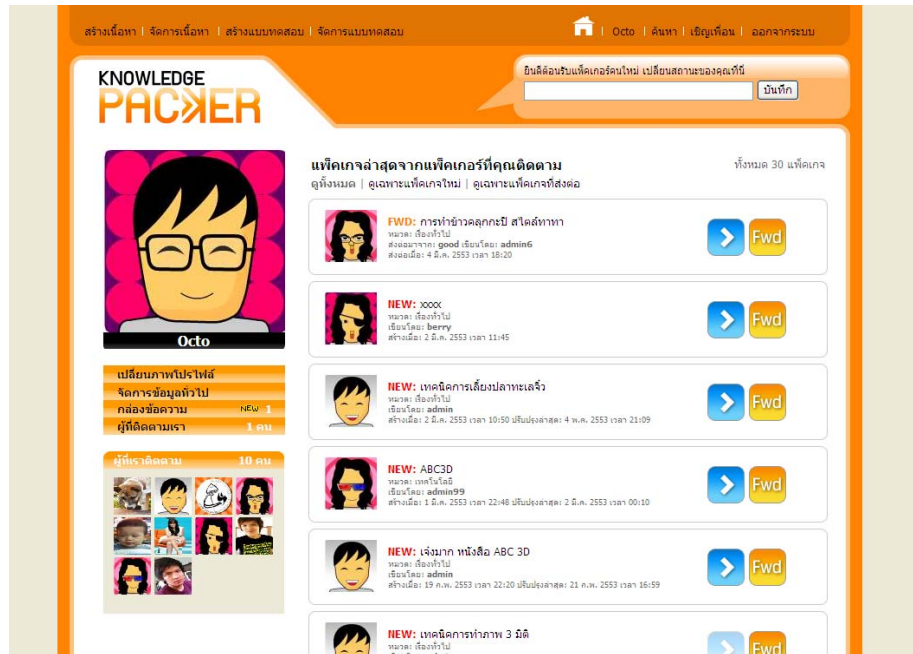 สร้างเนื้อหา | จัดการเนื้อหา | สร้างแบบทดสอบ | จัดการแบบทดสอบ
| Octo | ค้นหา | เชิญเพื่อน | ออกจากระบบ
KNOWLEDGE
PACKER
ยินดีต้อนรับแพ็คเกอร์คนใหม่ เปลี่ยนสถานะของคุณที่นี่
บันทึก
Octo
เปลี่ยนภาพโปรไฟล์
จัดการข้อมูลทั่วไป
กล่องข้อความ NEW 1
ผู้ที่ติดตามเรา 1 คน
ผู้ที่เราติดตาม 10 คน
แพ็คเกจล่าสุดจากแพ็คเกอร์ที่คุณติดตาม
ทั้งหมด 30 แพ็คเกจ
ดูทั้งหมด | ดูเฉพาะแพ็คเกจใหม่ | ดูเฉพาะแพ็คเกจที่ส่งต่อ
FWD: การทำข้าวคลุกกะปิ สไตล์ทาทา
หมวด: เรื่องทั่วไป
ส่งต่อมาจาก: good เขียนโดย: admin6
ส่งต่อเมื่อ: 4 มี.ค. 2553 เวลา 18:20
Fwd
NEW: xxxx
หมวด: เรื่องทั่วไป
เขียนโดย: berry
สร้างเมื่อ: 2 มี.ค. 2553 เวลา 11:45
Fwd
NEW: เทคนิคการเลี้ยงปลาทะเลจิ๋ว
หมวด: เรื่องทั่วไป
เขียนโดย: admin
สร้างเมื่อ: 2 มี.ค. 2553 เวลา 10:50 ปรับปรุงล่าสุด: 4 พ.ค. 2553 เวลา 21:09
Fwd
NEW: ABC3D
หมวด: เทคโนโลยี
เขียนโดย: admin99
สร้างเมื่อ: 1 มี.ค. 2553 เวลา 22:48 ปรับปรุงล่าสุด: 2 มี.ค. 2553 เวลา 00:10
Fwd
NEW: เจ๋งมาก หนังสือ ABC 3D
หมวด: เรื่องทั่วไป
เขียนโดย: admin
สร้างเมื่อ: 19 ก.พ. 2553 เวลา 22:20 ปรับปรุงล่าสุด: 21 ก.พ. 2553 เวลา 16:59
Fwd
NEW: เทคนิคการทำภาพ 3 มิติ
หมวด: เรื่องทั่วไป
Fwd